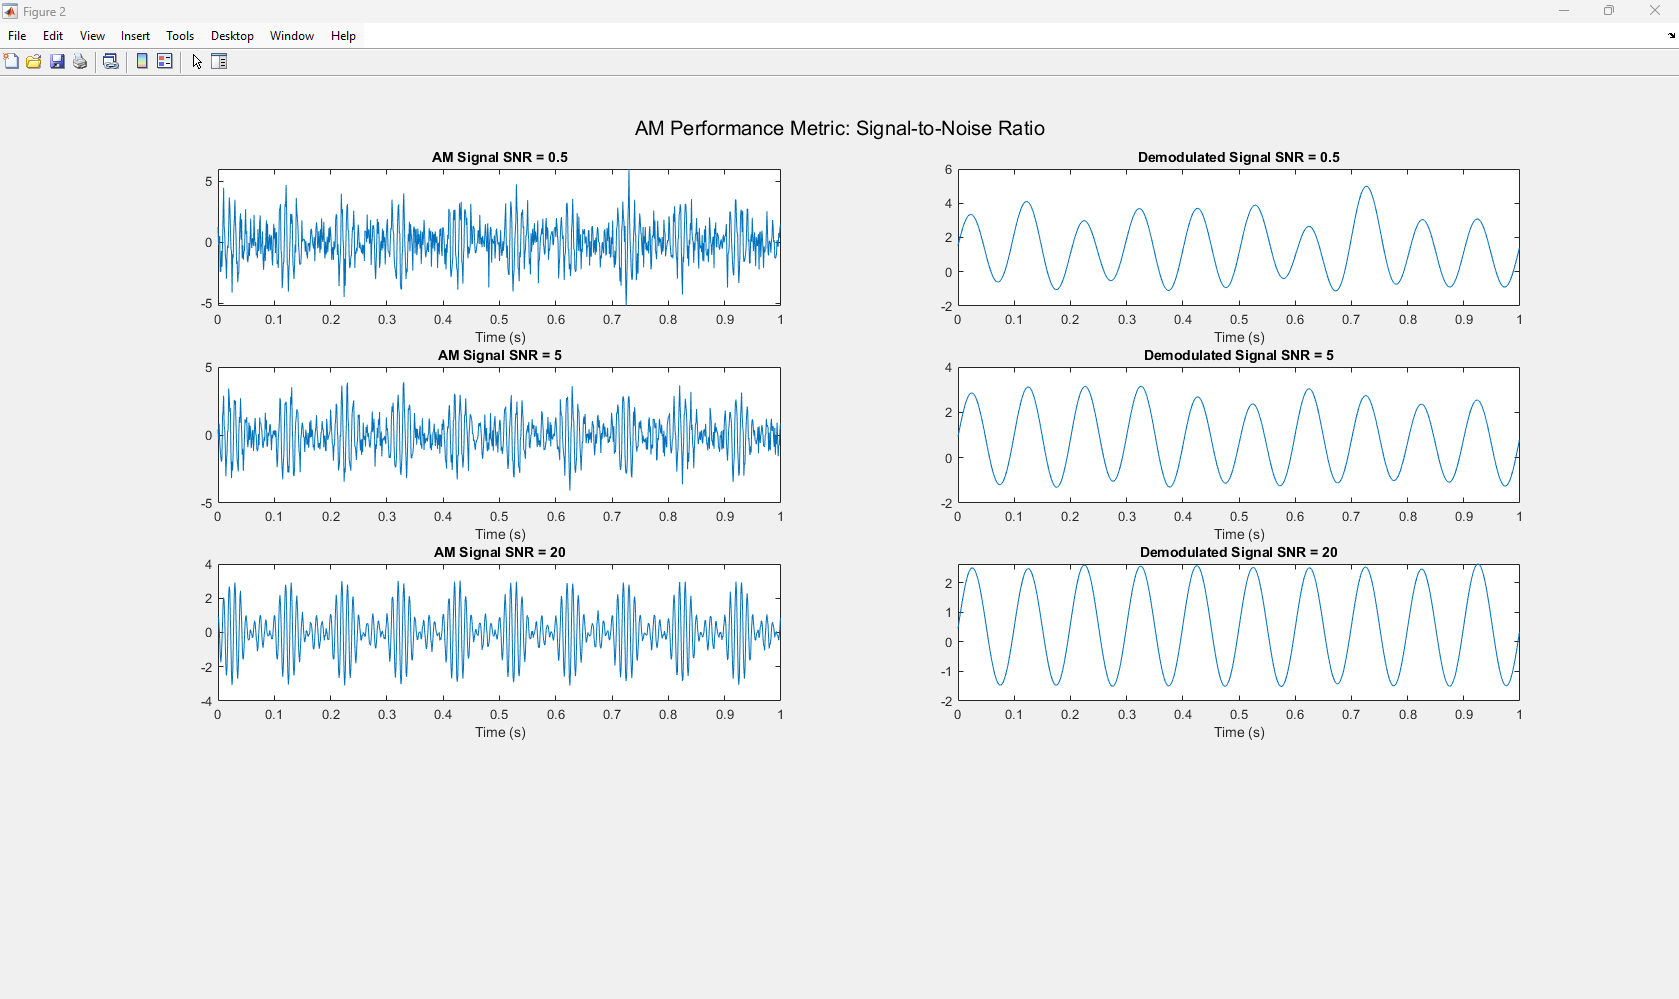 Figure 2
File Edit View Insert Tools Desktop Window Help
AM Performance Metric: Signal-to-Noise Ratio
AM Signal SNR = 0.5
5
0
-5
0 0.1 0.2 0.3 0.4 0.5 0.6 0.7 0.8 0.9 1
Time (s)
Demodulated Signal SNR = 0.5
6
4
2
0
-2
0 0.1 0.2 0.3 0.4 0.5 0.6 0.7 0.8 0.9 1
Time (s)
AM Signal SNR = 5
5
0
-5
0 0.1 0.2 0.3 0.4 0.5 0.6 0.7 0.8 0.9 1
Time (s)
Demodulated Signal SNR = 5
4
2
0
-2
0 0.1 0.2 0.3 0.4 0.5 0.6 0.7 0.8 0.9 1
Time (s)
AM Signal SNR = 20
4
2
0
-2
-4
0 0.1 0.2 0.3 0.4 0.5 0.6 0.7 0.8 0.9 1
Time (s)
Demodulated Signal SNR = 20
2
1
0
-1
-2
0 0.1 0.2 0.3 0.4 0.5 0.6 0.7 0.8 0.9 1
Time (s)